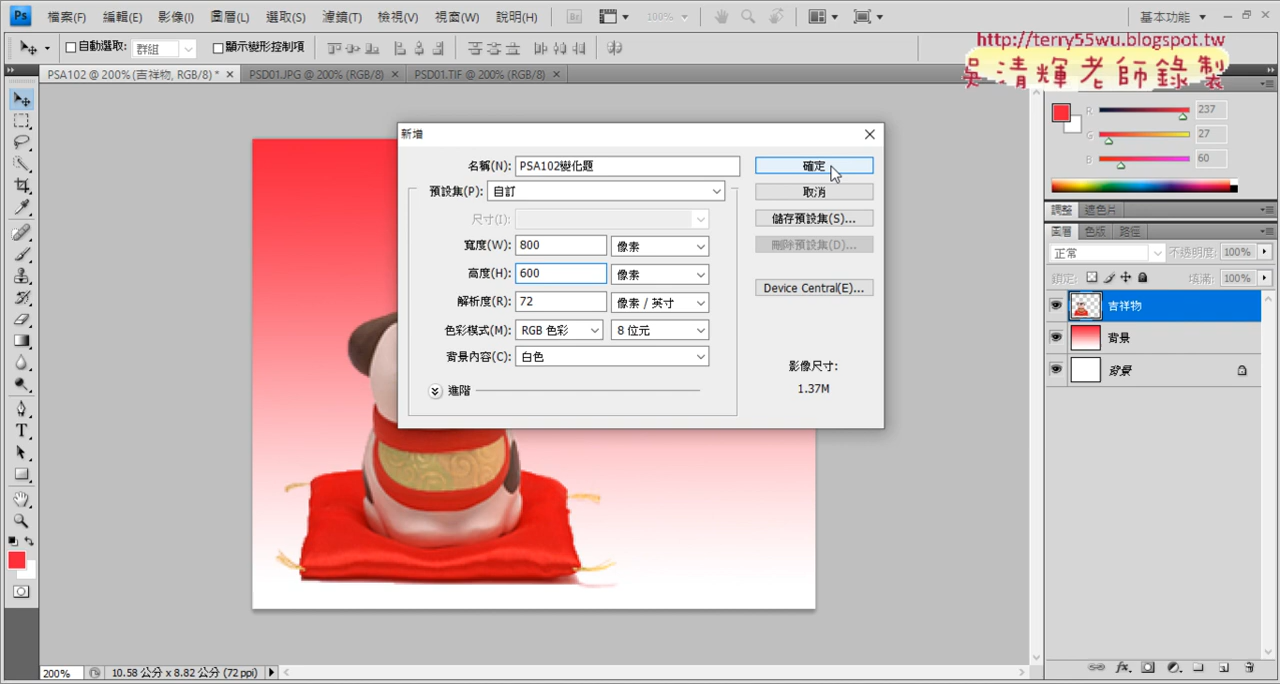 Ps 檔案(F) 編輯(E) 影像(I) 圖層(L) 選取(S) 濾鏡(T) 檢視(V) 視窗(W) 說明(H) Br 100% 基本功能
自動選取: 群組 顯示變形控制項
http://terry55wu.blogspot.tw
吳清輝老師錄製
PSA102 @ 200% (吉祥物, RGB/8) * × PSD01.JPG @ 200% (RGB/8) × PSD01.TIF @ 200% (RGB/8) ×
R 237
G 27
B 60
新增
名稱(N): PSA102變化題 確定
預設集(P): 自訂 取消
尺寸(I): 儲存預設集(S)...
寬度(W): 800 像素 刪除預設集(D)...
高度(H): 600 像素 Device Central(E)...
解析度(R): 72 像素 / 英寸
色彩模式(M): RGB 色彩 8 位元
背景內容(C): 白色
影像尺寸:
1.37M
進階
調整 遮色片
圖層 色版 路徑
正常 不透明度: 100%
鎖定: 填滿: 100%
吉祥物
背景
背景
T
200% 10.58 公分 x 8.82 公分 (72 ppi)
fx